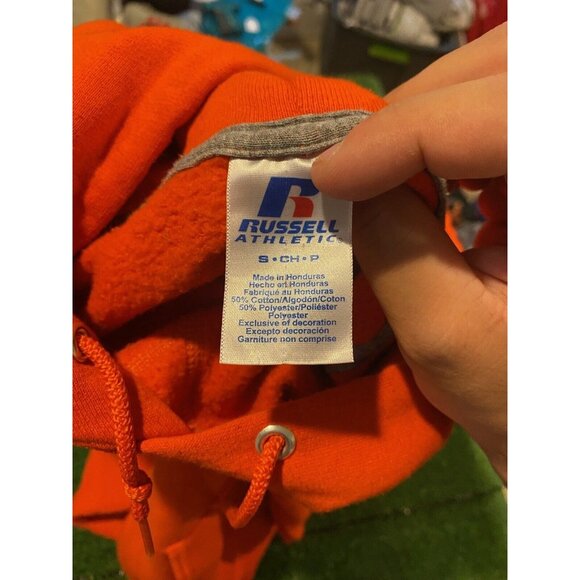 R
RUSSELL
ATHLETIC
S • CH • P
Made in Honduras
Hecho en Honduras
Fabriqué au Honduras
50% Cotton/Algodón/Coton
50% Polyester/Poliéster
Polyester
Exclusive of decoration
Excepto decoración
Garniture non comprise